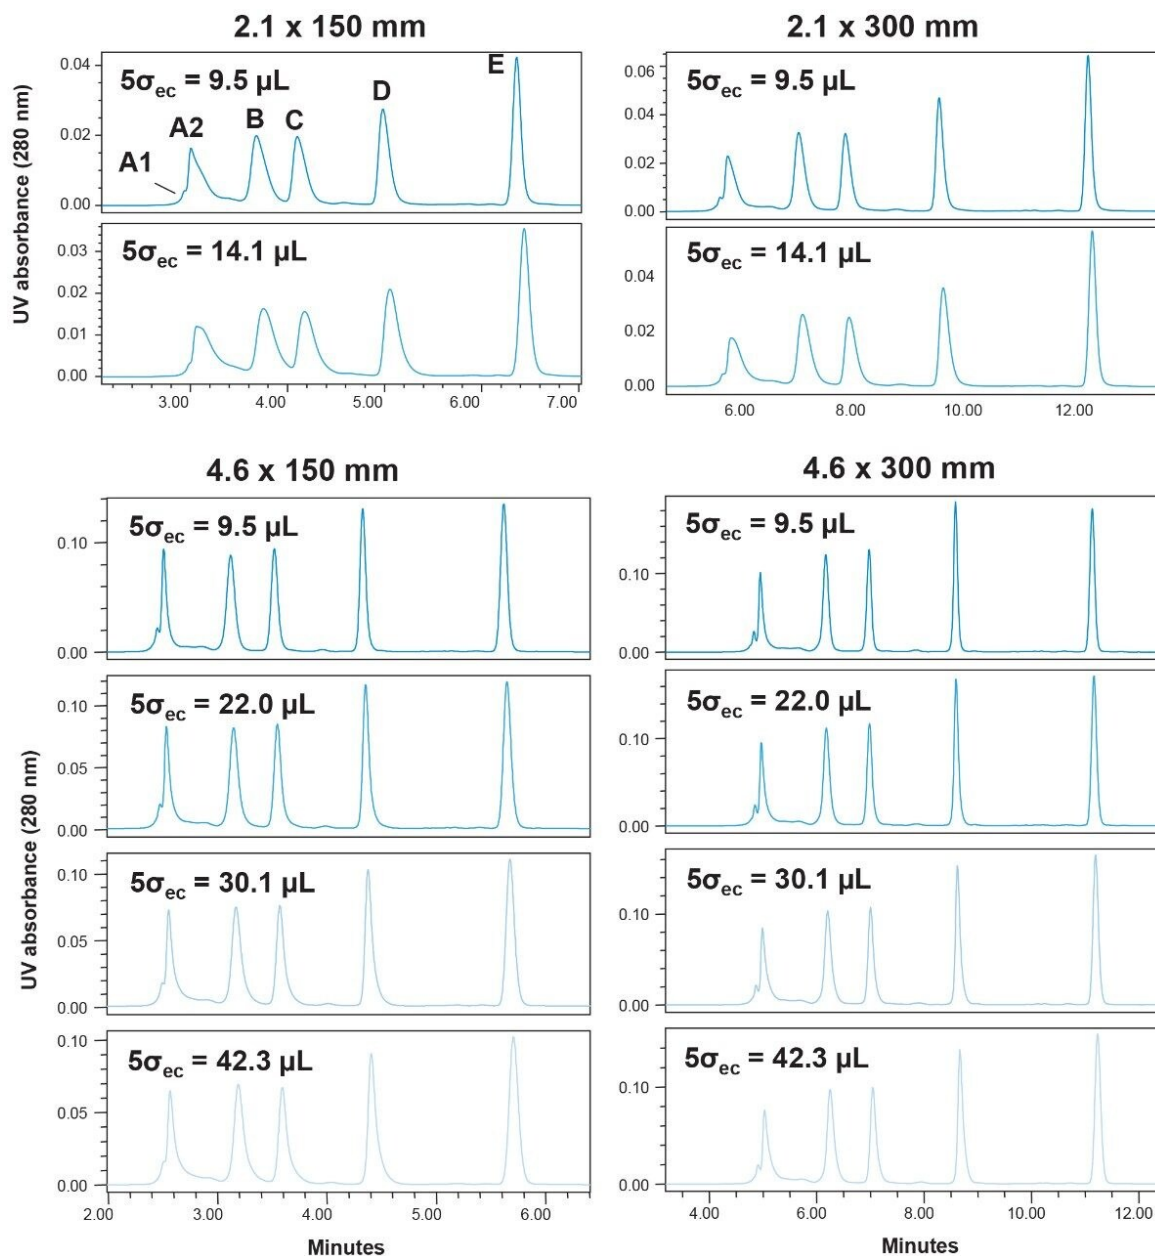 2.1 x 150 mm
2.1 x 300 mm
UV absorbance (280 nm)
0.04
0.02
0.00
5σec = 9.5 µL
A1
A2
B
C
D
E
0.03
0.02
0.01
0.00
5σec = 14.1 µL
3.00 4.00 5.00 6.00 7.00
0.06
0.04
0.02
0.00
5σec = 9.5 µL
0.04
0.02
0.00
5σec = 14.1 µL
6.00 8.00 10.00 12.00
4.6 x 150 mm
4.6 x 300 mm
UV absorbance (280 nm)
0.10
0.00
5σec = 9.5 µL
0.10
0.05
0.00
5σec = 22.0 µL
0.10
0.05
0.00
5σec = 30.1 µL
0.10
0.05
0.00
5σec = 42.3 µL
2.00 3.00 4.00 5.00 6.00
Minutes
0.10
0.00
5σec = 9.5 µL
0.10
0.00
5σec = 22.0 µL
0.10
0.00
5σec = 30.1 µL
0.10
0.00
5σec = 42.3 µL
4.00 6.00 8.00 10.00 12.00
Minutes